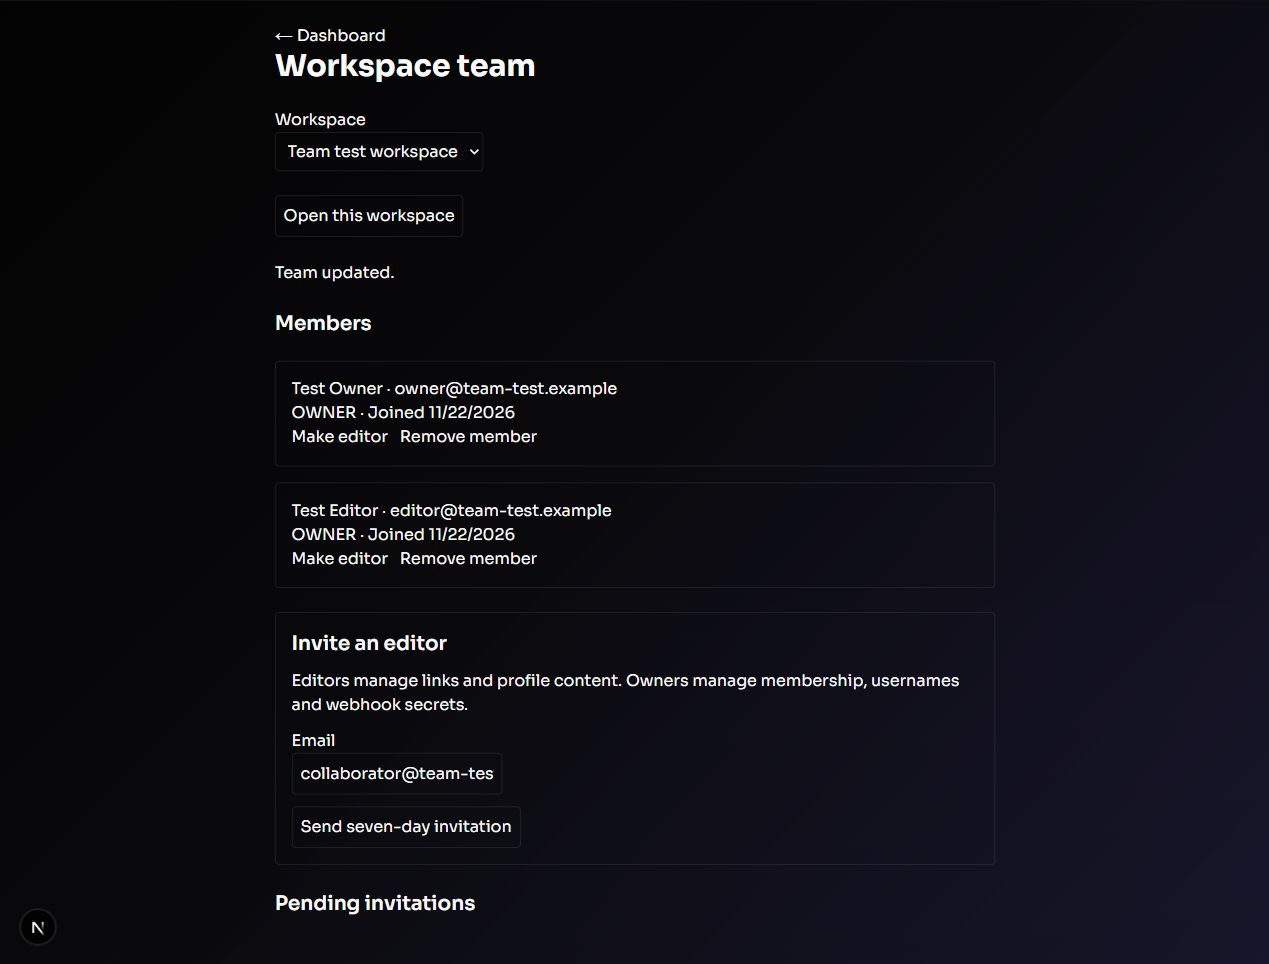 ← Dashboard
Workspace team
Workspace
Team test workspace
Open this workspace
Team updated.
Members
Test Owner · owner@team-test.example
OWNER · Joined 11/22/2026
Make editor Remove member
Test Editor · editor@team-test.example
OWNER · Joined 11/22/2026
Make editor Remove member
Invite an editor
Editors manage links and profile content. Owners manage membership, usernames
and webhook secrets.
Email
collaborator@team-tes
Send seven-day invitation
Pending invitations
N